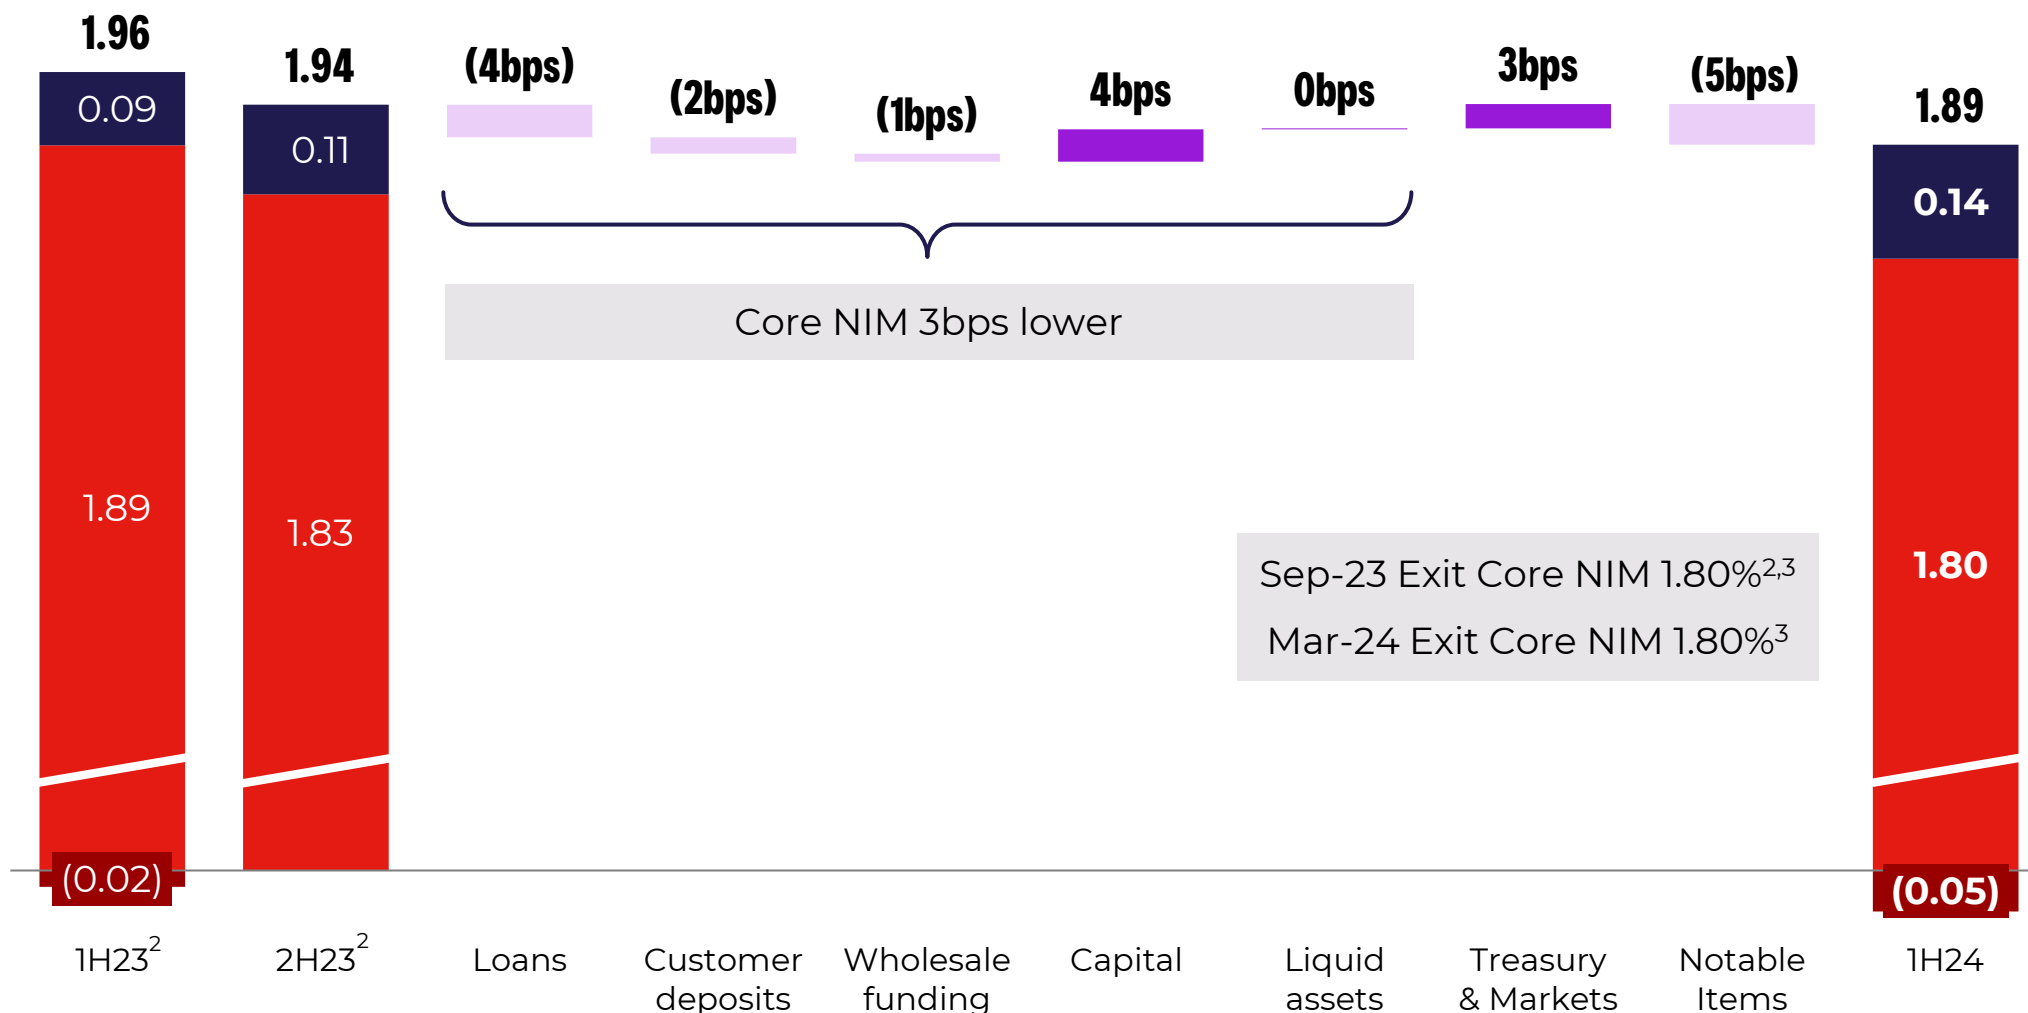 1.96
1.94
(4bps)
(2bps)
(1bps)
4bps
0bps
3bps
(5bps)
1.89
0.09
0.11
0.14
Core NIM 3bps lower
1.89
1.83
1.80
Sep-23 Exit Core NIM 1.80%2,3
Mar-24 Exit Core NIM 1.80%3
(0.02)
(0.05)
1H232
2H232
Loans
Customer
deposits
Wholesale
funding
Capital
Liquid
assets
Treasury
& Markets
Notable
Items
1H24